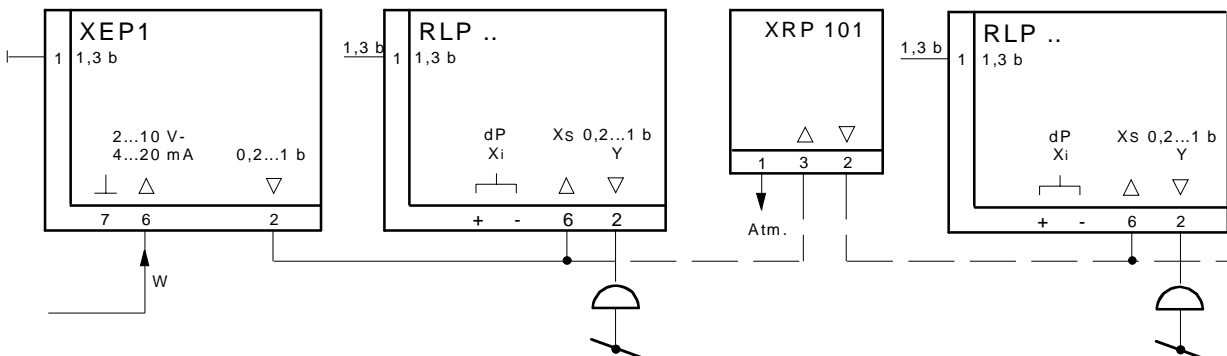 XEP1
1 1,3 b
2...10 V-
4...20 mA 0,2...1 b
7 6 2
W
1,3 b
RLP ..
1 1,3 b
dP Xs 0,2...1 b
Xi Y
+ - 6 2
XRP 101
1 3 2
Atm.
1,3 b
RLP ..
1 1,3 b
dP Xs 0,2...1 b
Xi Y
+ - 6 2